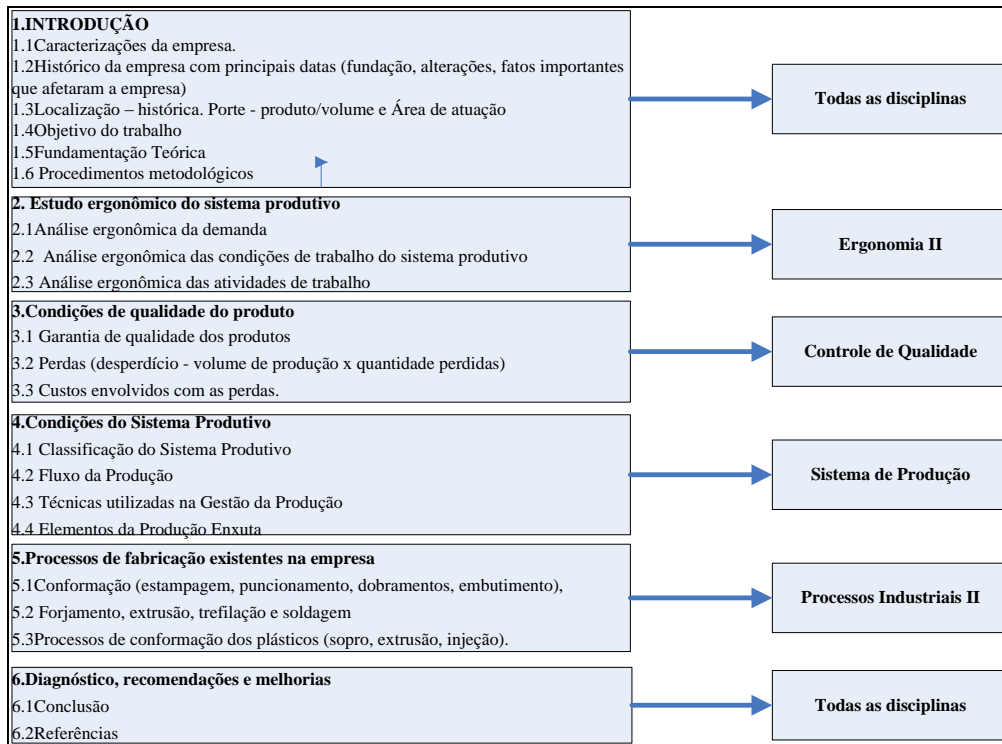 1.INTRODUÇÃO
1.1Caracterizações da empresa.
1.2Histórico da empresa com principais datas (fundação, alterações, fatos importantes
que afetaram a empresa)
1.3Localização – histórica. Porte - produto/volume e Área de atuação
1.4Objetivo do trabalho
1.5Fundamentação Teórica
1.6 Procedimentos metodológicos
Todas as disciplinas
2. Estudo ergonômico do sistema produtivo
2.1Análise ergonômica da demanda
2.2 Análise ergonômica das condições de trabalho do sistema produtivo
2.3 Análise ergonômica das atividades de trabalho
Ergonomia II
3.Condições de qualidade do produto
3.1 Garantia de qualidade dos produtos
3.2 Perdas (desperdício - volume de produção x quantidade perdidas)
3.3 Custos envolvidos com as perdas.
Controle de Qualidade
4.Condições do Sistema Produtivo
4.1 Classificação do Sistema Produtivo
4.2 Fluxo da Produção
4.3 Técnicas utilizadas na Gestão da Produção
4.4 Elementos da Produção Enxuta
Sistema de Produção
5.Processos de fabricação existentes na empresa
5.1Conformação (estampagem, puncionamento, dobramentos, embutimento),
5.2 Forjamento, extrusão, trefilação e soldagem
5.3Processos de conformação dos plásticos (sopro, extrusão, injeção).
Processos Industriais II
6.Diagnóstico, recomendações e melhorias
6.1Conclusão
6.2Referências
Todas as disciplinas